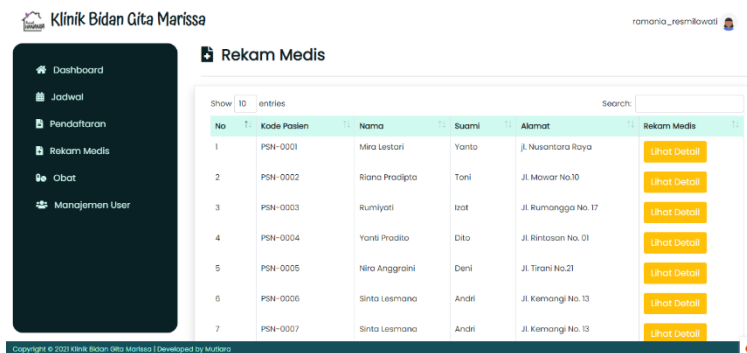 Klinik Bidan Gita Marissa
ramania_resmilowati
Dashboard
Jadwal
Pendaftaran
Rekam Medis
Obat
Manajemen User
Rekam Medis
Show 10 entries
Search:
No Kode Pasien Nama Suami Alamat Rekam Medis
1 PSN-0001 Mira Lestari Yanto jl. Nusantara Raya Lihat Detail
2 PSN-0002 Riana Pradipta Toni Jl. Mawar No.10 Lihat Detail
3 PSN-0003 Rumiyati Izat Jl. Rumangga No. 17 Lihat Detail
4 PSN-0004 Yanti Pradito Dito Jl. Rintasan No. 01 Lihat Detail
5 PSN-0005 Nira Anggraini Deni Jl. Tirani No.21 Lihat Detail
6 PSN-0006 Sinta Lesmana Andri Jl. Kemangi No. 13 Lihat Detail
7 PSN-0007 Sinta Lesmana Andri Jl. Kemangi No. 13 Lihat Detail
Copyright © 2021 Klinik Bidan Gita Marissa | Developed by Mutiara